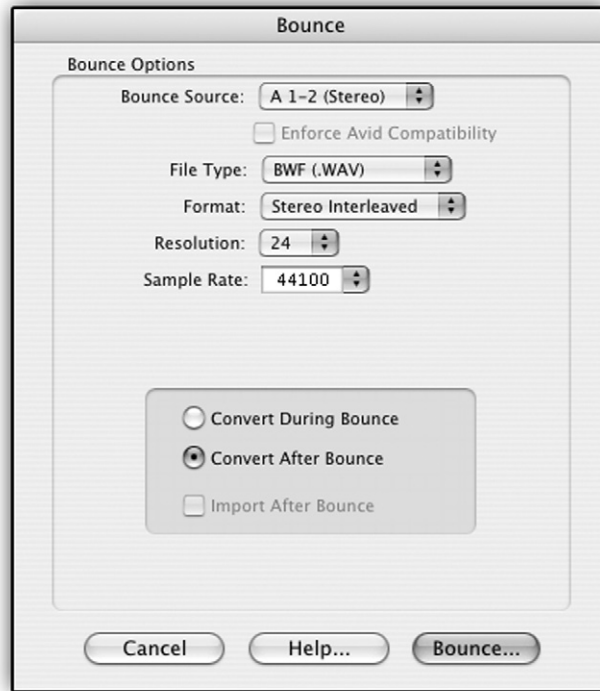 Bounce
Bounce Options
Bounce Source: A 1-2 (Stereo)
Enforce Avid Compatibility
File Type: BWF (.WAV)
Format: Stereo Interleaved
Resolution: 24
Sample Rate: 44100
Convert During Bounce
Convert After Bounce
Import After Bounce
Cancel Help... Bounce...